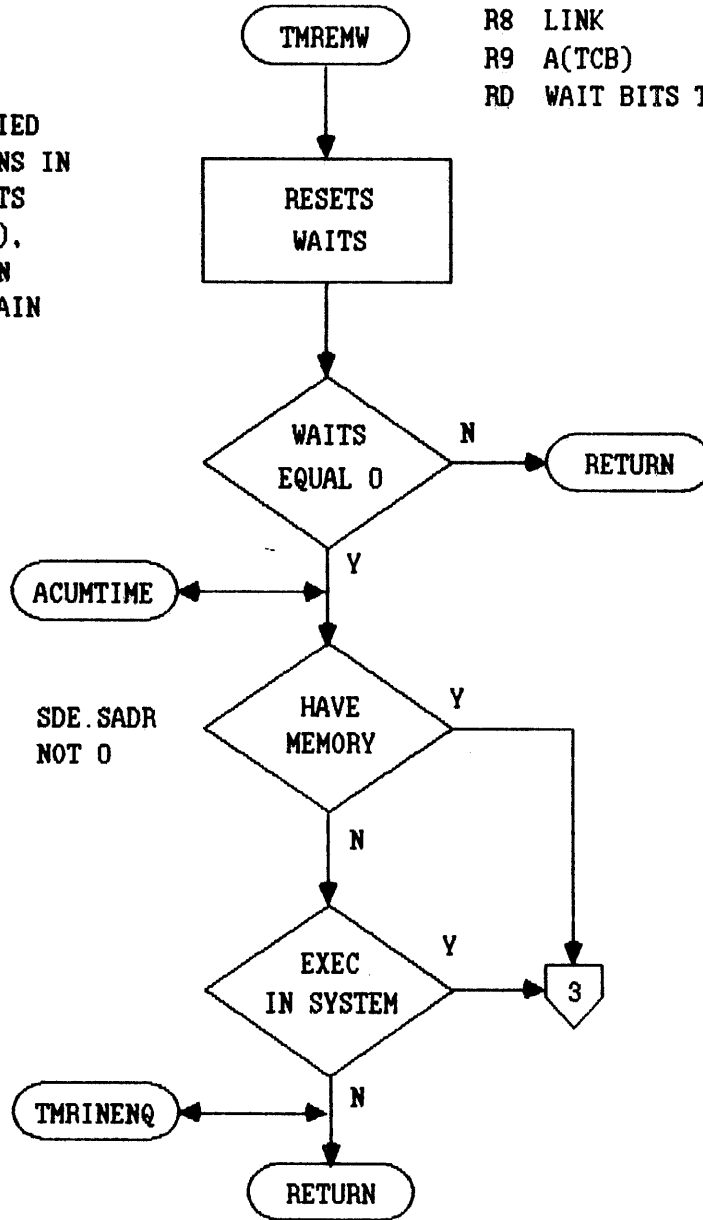 TMREMW
R8 LINK
R9 A(TCB)
RD WAIT BITS T
IED
NS IN
TS
),
N
AIN
RESETS
WAITS
WAITS
EQUAL 0
N
RETURN
Y
ACUMTIME
SDE.SADR
NOT 0
HAVE
MEMORY
Y
N
EXEC
IN SYSTEM
Y
3
N
TMRINENQ
RETURN